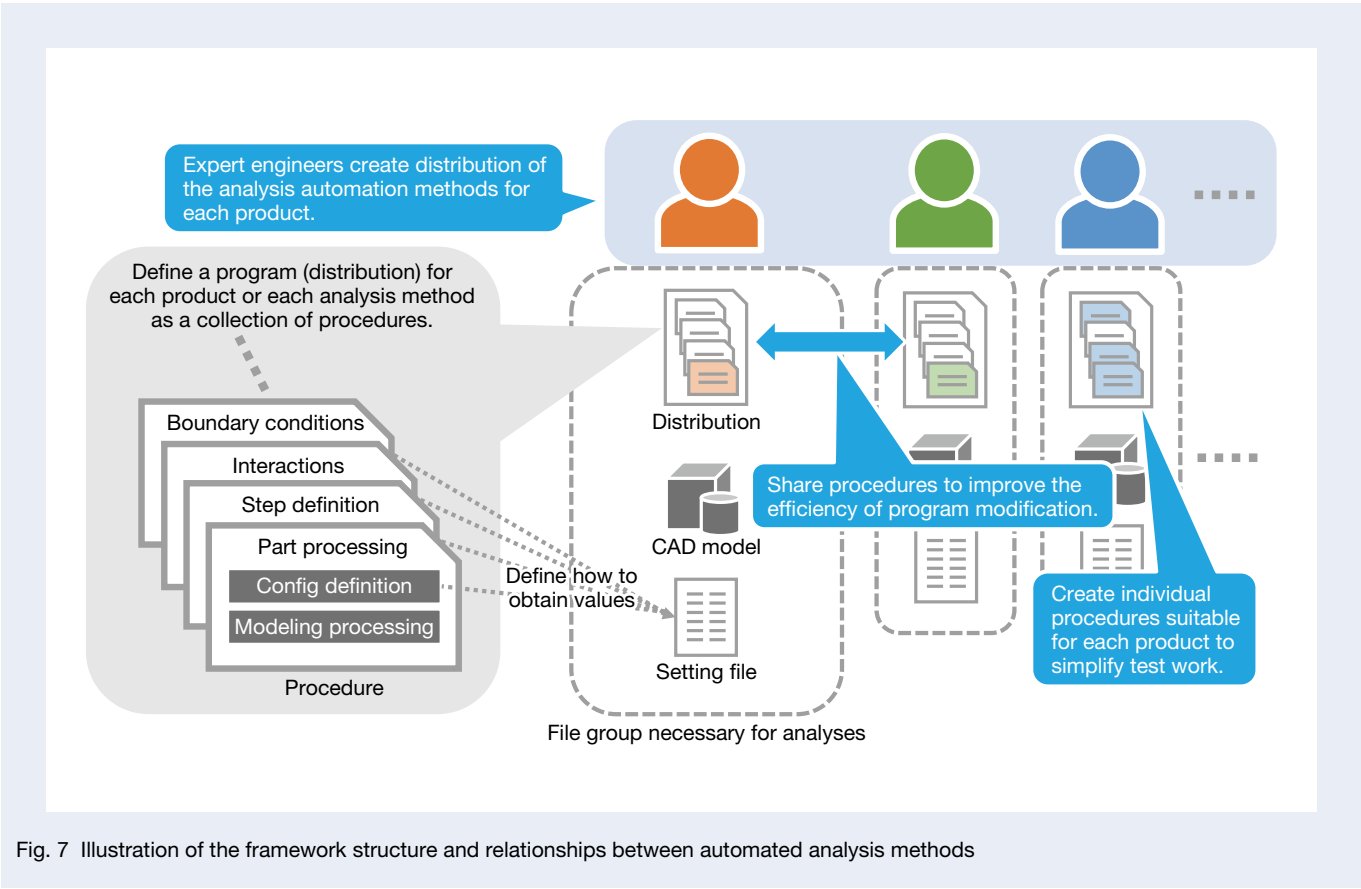 Expert engineers create distribution of
the analysis automation methods for
each product.
Define a program (distribution) for
each product or each analysis method
as a collection of procedures.
Boundary conditions
Interactions
Step definition
Part processing
Config definition
Modeling processing
Procedure
Define how to
obtain values
Distribution
CAD model
Setting file
File group necessary for analyses
Share procedures to improve the
efficiency of program modification.
Create individual
procedures suitable
for each product to
simplify test work.
Fig. 7 Illustration of the framework structure and relationships between automated analysis methods